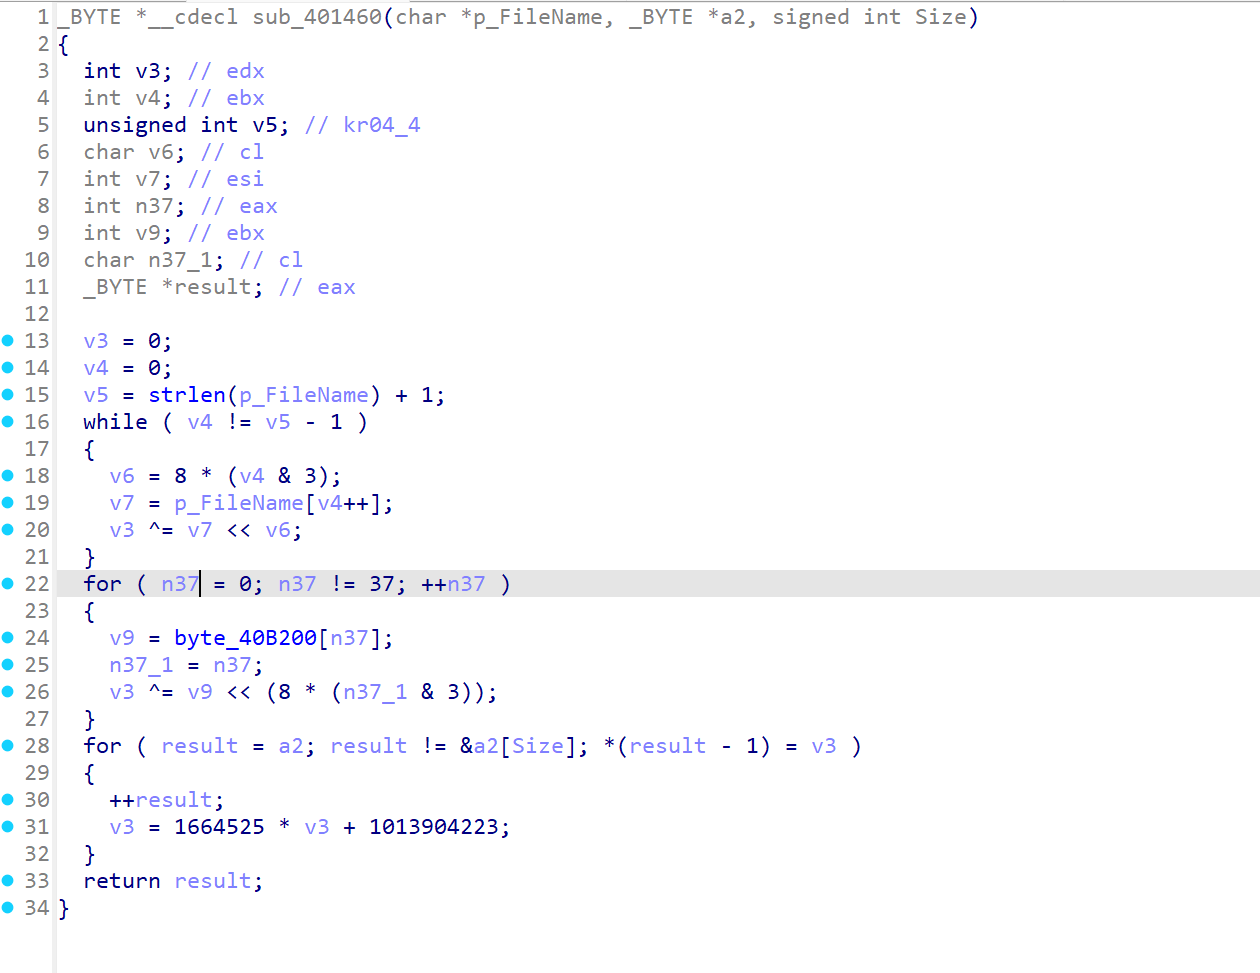 1 _BYTE *__cdecl sub_401460(char *p_FileName, _BYTE *a2, signed int Size)
2 {
3   int v3; // edx
4   int v4; // ebx
5   unsigned int v5; // kr04_4
6   char v6; // cl
7   int v7; // esi
8   int n37; // eax
9   int v9; // ebx
10   char n37_1; // cl
11   _BYTE *result; // eax
12
13   v3 = 0;
14   v4 = 0;
15   v5 = strlen(p_FileName) + 1;
16   while ( v4 != v5 - 1 )
17   {
18     v6 = 8 * (v4 & 3);
19     v7 = p_FileName[v4++];
20     v3 ^= v7 << v6;
21   }
22   for ( n37 = 0; n37 != 37; ++n37 )
23   {
24     v9 = byte_40B200[n37];
25     n37_1 = n37;
26     v3 ^= v9 << (8 * (n37_1 & 3));
27   }
28   for ( result = a2; result != &a2[Size]; *(result - 1) = v3 )
29   {
30     ++result;
31     v3 = 1664525 * v3 + 1013904223;
32   }
33   return result;
34 }